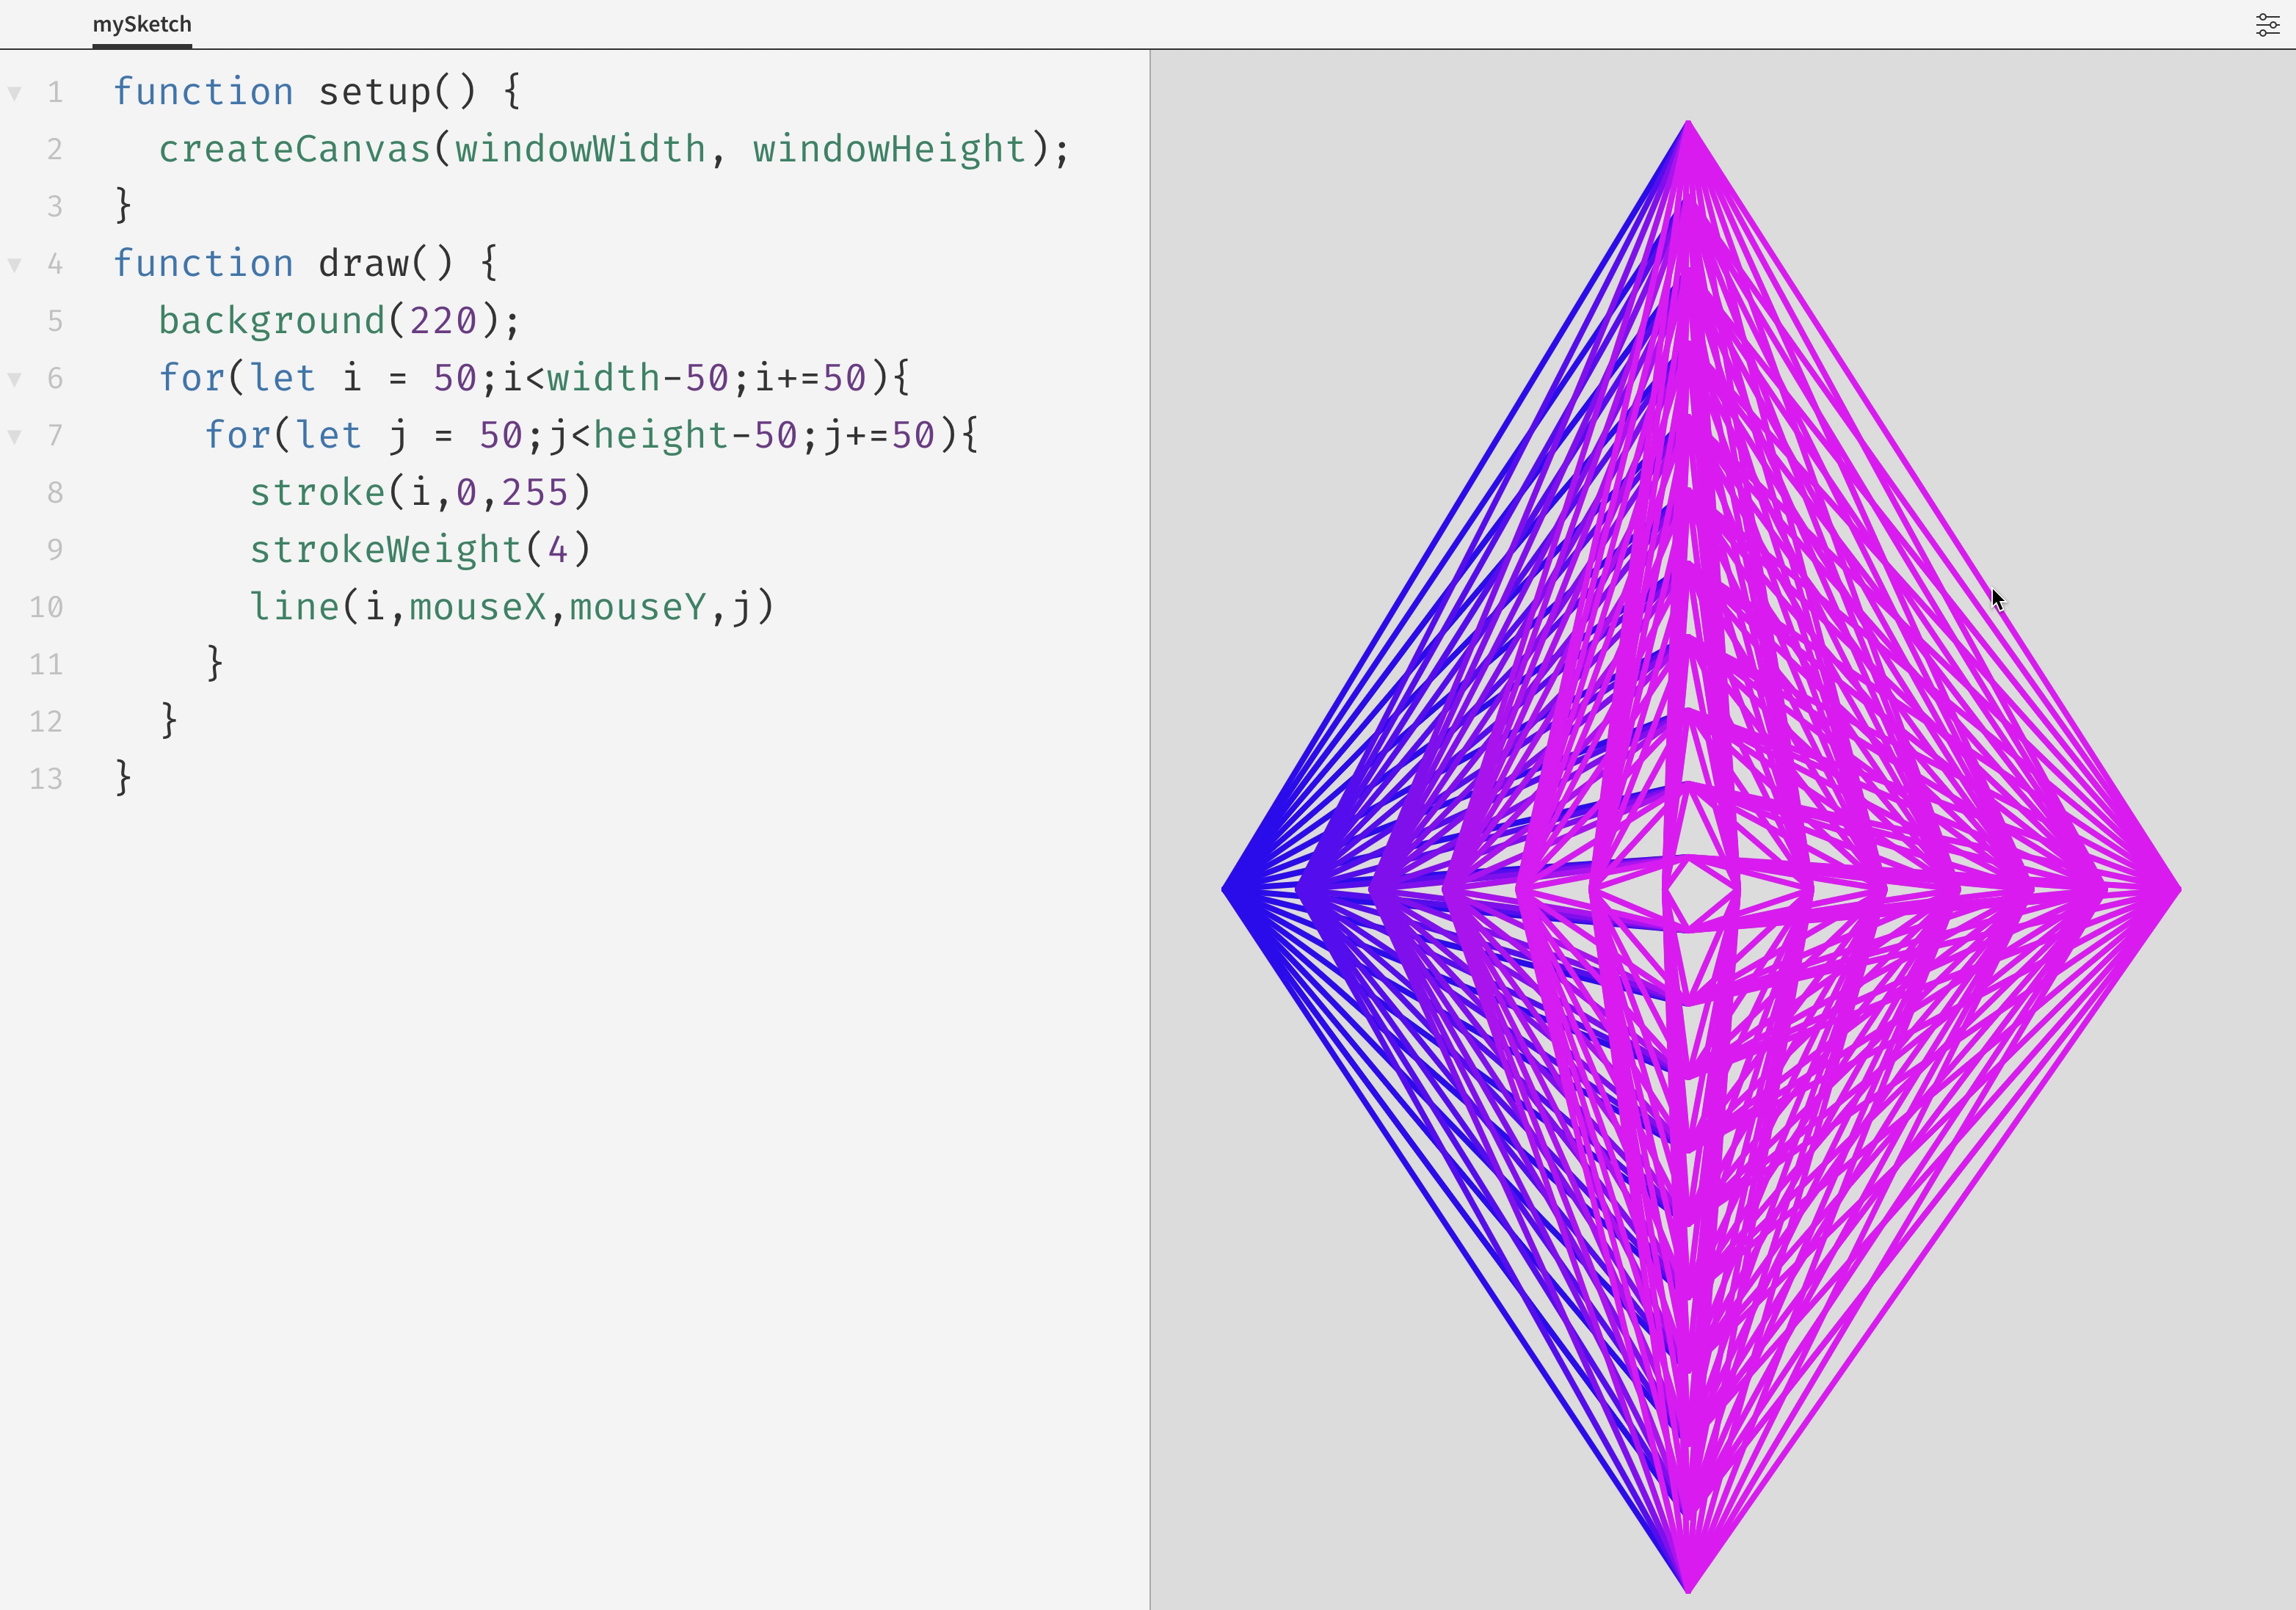 mySketch
1 function setup() {
2 createCanvas(windowWidth, windowHeight);
3 }
4 function draw() {
5 background(220);
6 for(let i = 50;i<width-50;i+=50){
7 for(let j = 50;j<height-50;j+=50){
8 stroke(i,0,255)
9 strokeWeight(4)
10 line(i,mouseX,mouseY,j)
11 }
12 }
13 }